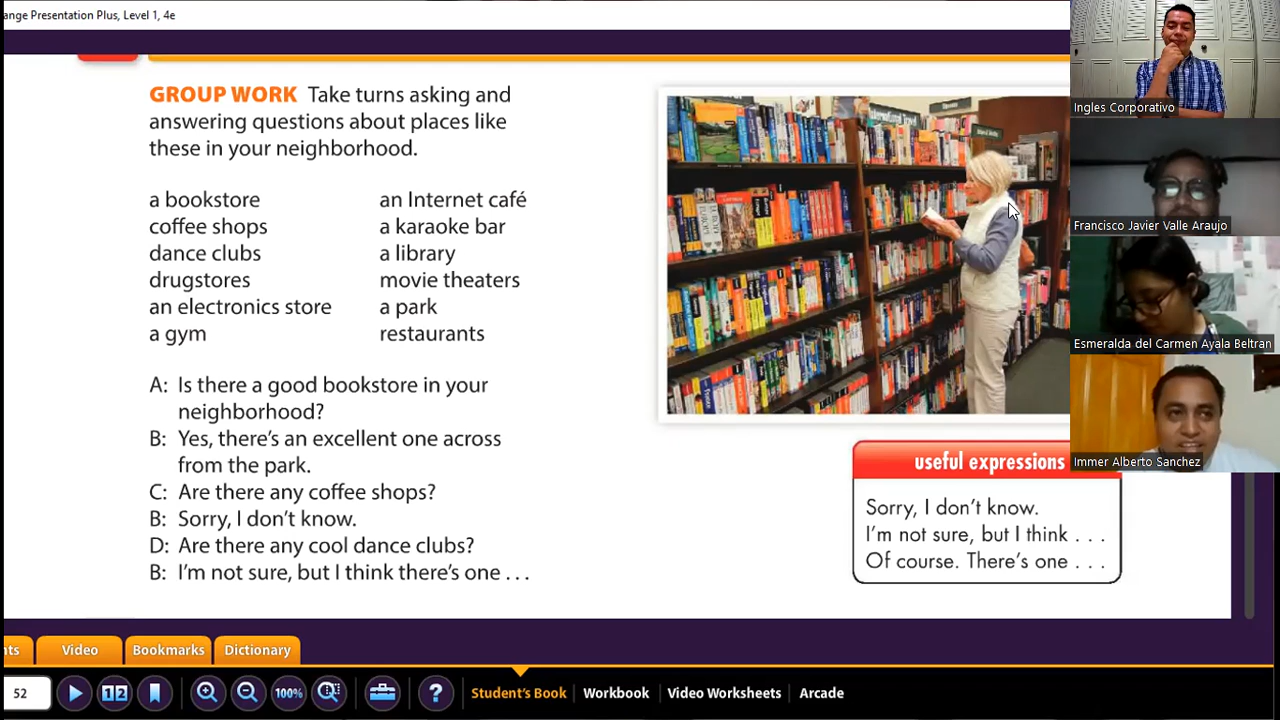 ange Presentation Plus, Level 1, 4e
GROUP WORK Take turns asking and
answering questions about places like
these in your neighborhood.
a bookstore
coffee shops
dance clubs
drugstores
an electronics store
a gym
an Internet café
a karaoke bar
a library
movie theaters
a park
restaurants
A: Is there a good bookstore in your
neighborhood?
B: Yes, there's an excellent one across
from the park.
C: Are there any coffee shops?
B: Sorry, I don't know.
D: Are there any cool dance clubs?
B: I'm not sure, but I think there's one . . .
International Travel
useful expressions
Sorry, I don't know.
I'm not sure, but I think . . .
Of course. There's one . . .
Ingles Corporativo
Francisco Javier Valle Araujo
Esmeralda del Carmen Ayala Beltran
Immer Alberto Sanchez
nts
Video
Bookmarks
Dictionary
52
1 2
100%
?
Student's Book
Workbook
Video Worksheets
Arcade